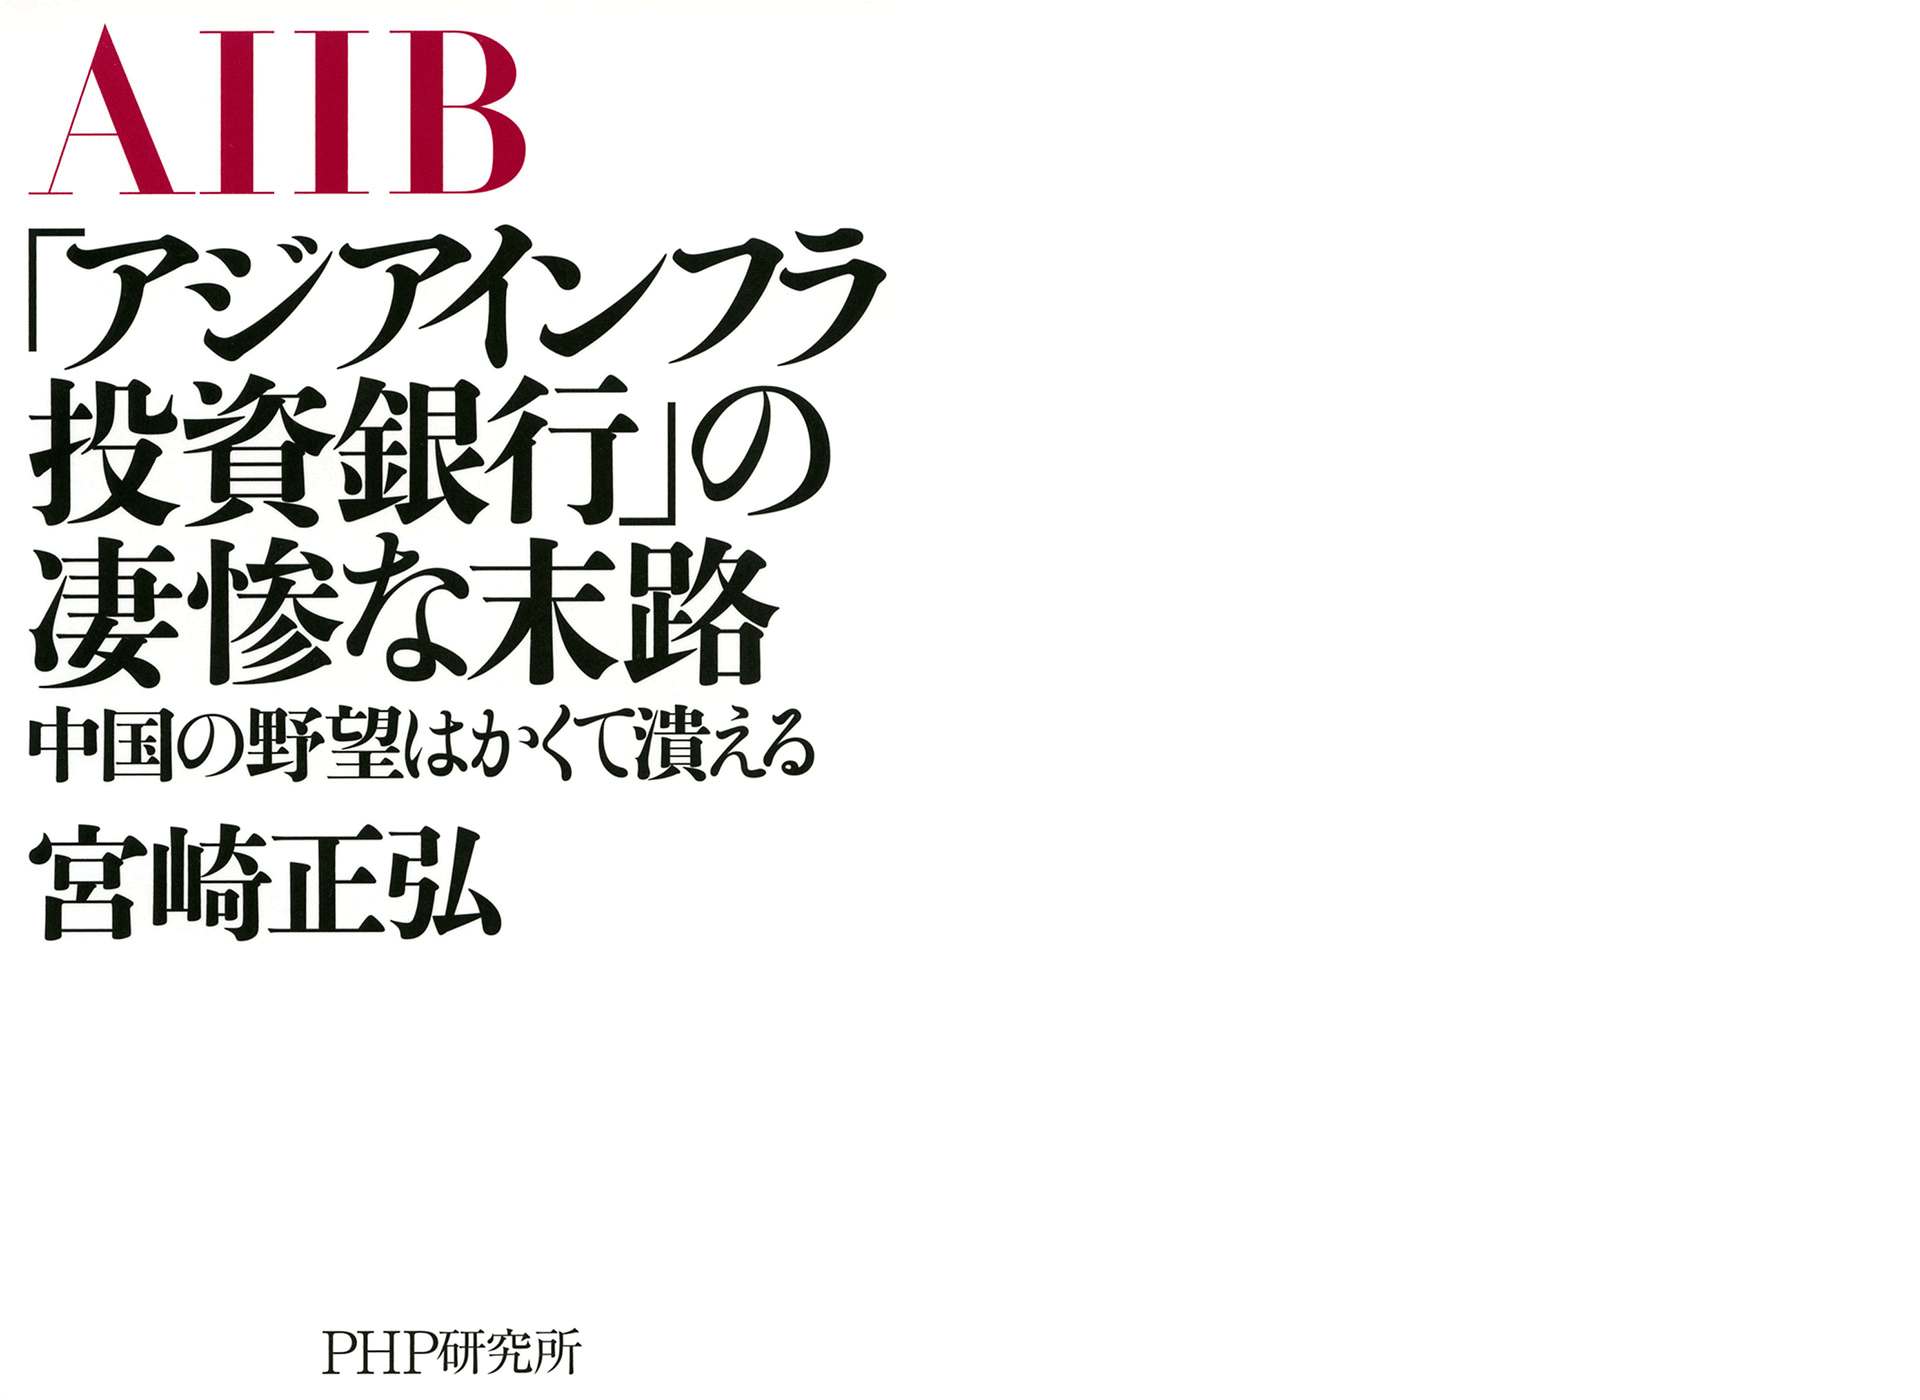 AIIB
「アジアインフラ
投資銀行」の
凄惨な末路
中国の野望はかくて潰える
宮崎正弘
PHP研究所